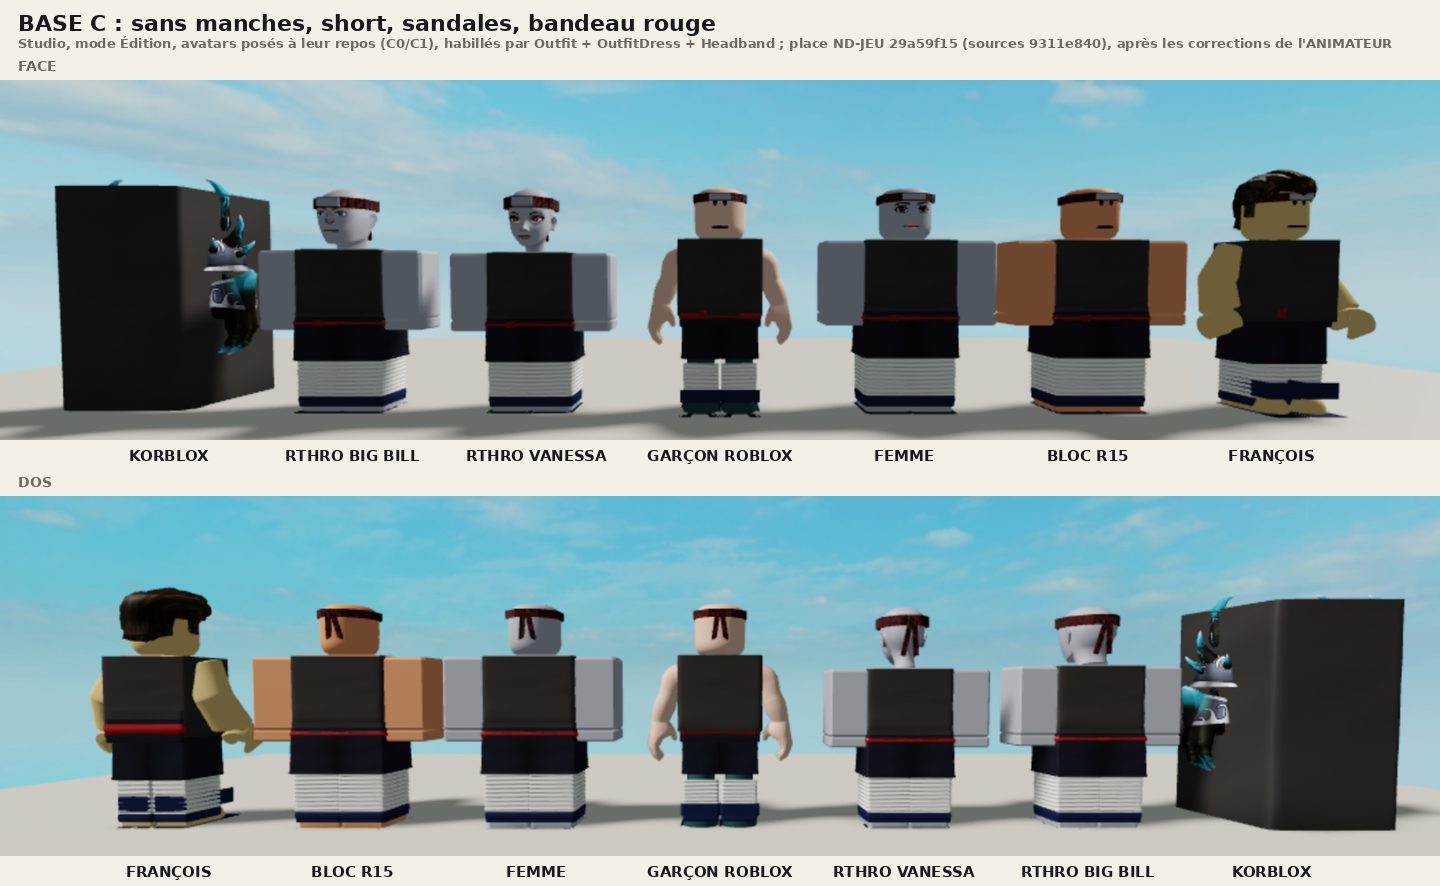 BASE C : sans manches, short, sandales, bandeau rouge
Studio, mode Édition, avatars posés à leur repos (C0/C1), habillés par Outfit + OutfitDress + Headband ; place ND-JEU 29a59f15 (sources 9311e840), après les corrections de l'ANIMATEUR
FACE
KORBLOX RTHRO BIG BILL RTHRO VANESSA GARÇON ROBLOX FEMME BLOC R15 FRANÇOIS
DOS
FRANÇOIS BLOC R15 FEMME GARÇON ROBLOX RTHRO VANESSA RTHRO BIG BILL KORBLOX